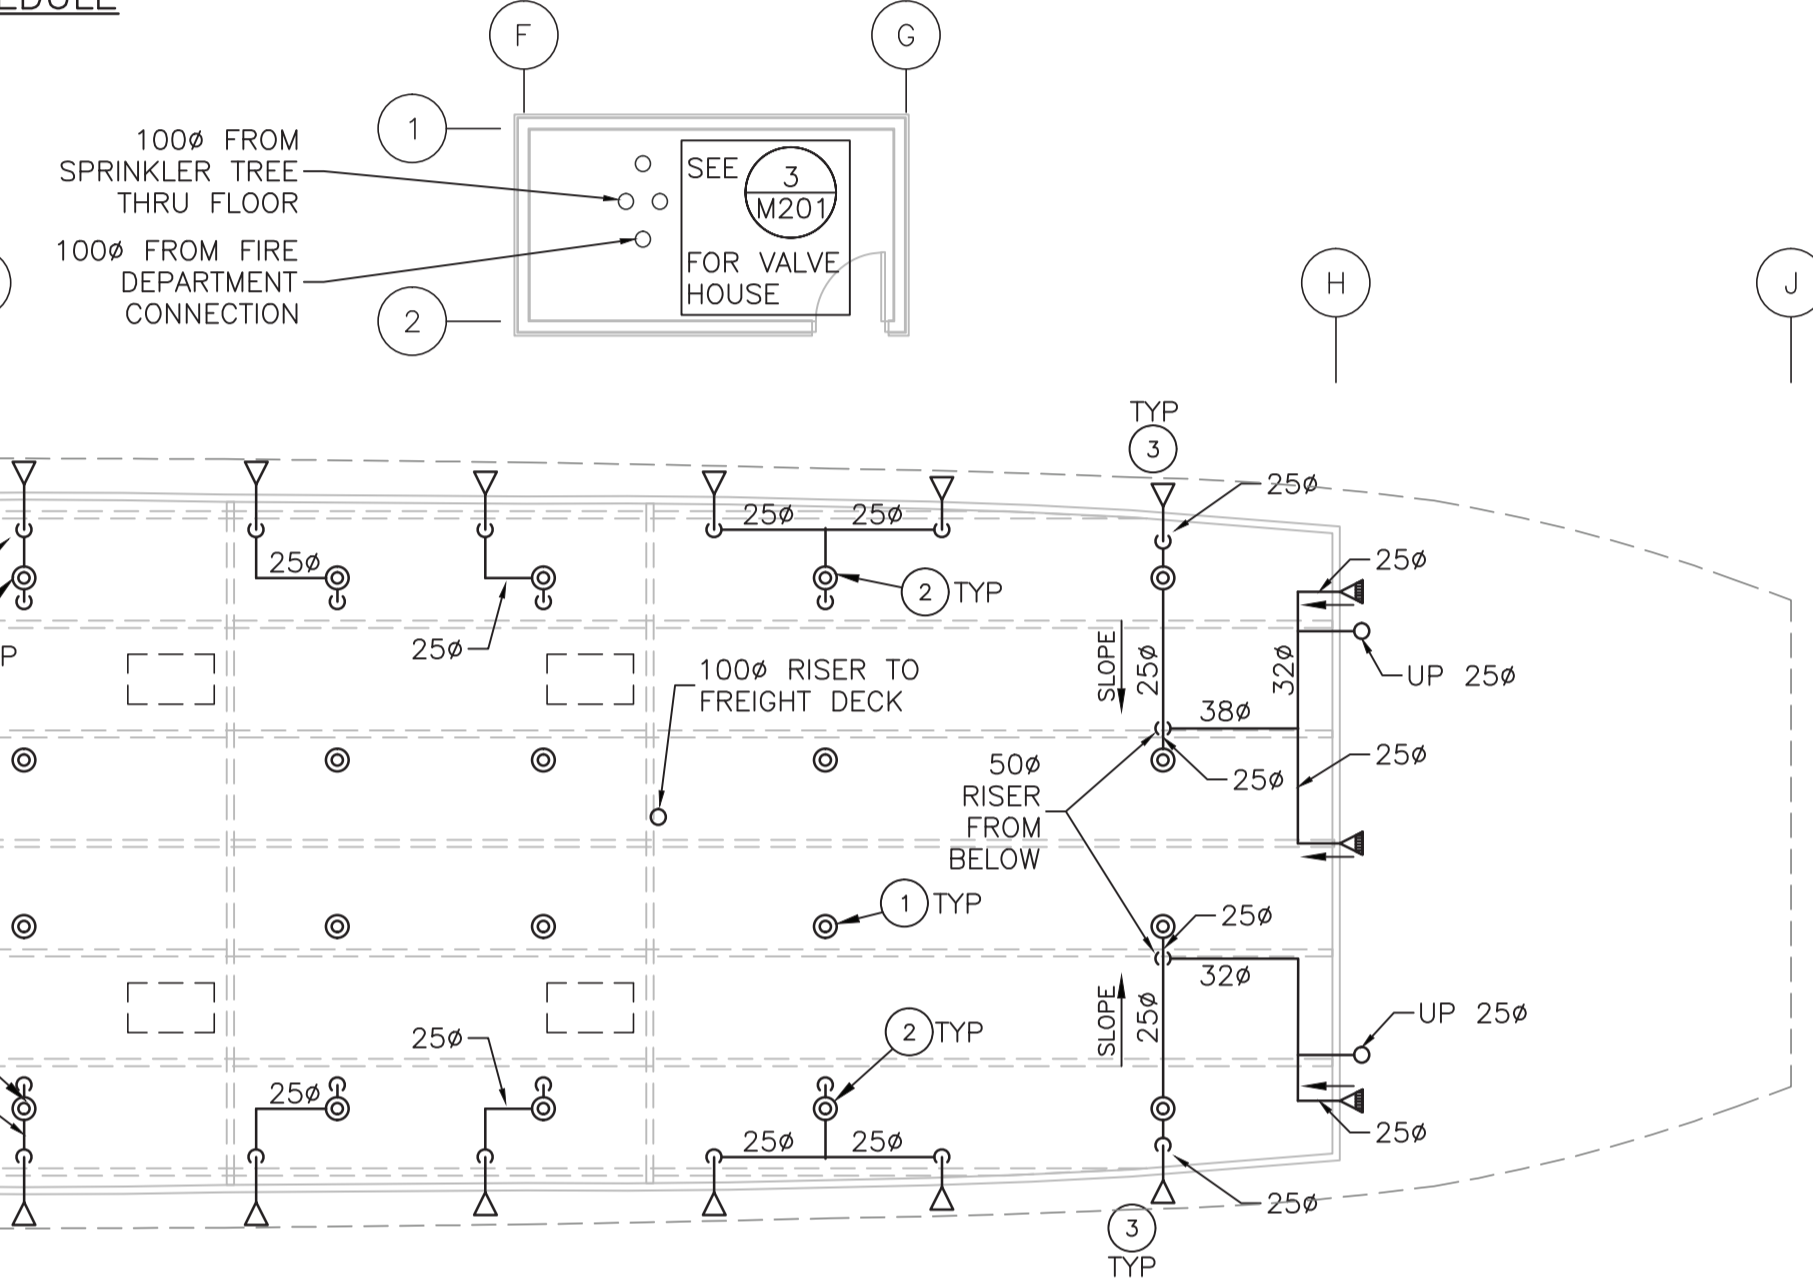 F
G
1
100ø FROM
SPRINKLER TREE
THRU FLOOR
SEE
3
M201
100ø FROM FIRE
DEPARTMENT
CONNECTION
FOR VALVE
HOUSE
2
H
J
TYP
3
25ø
25ø
25ø
25ø
25ø
25ø
2 TYP
25ø
100ø RISER TO
FREIGHT DECK
SLOPE
25ø
32ø
UP 25ø
38ø
50ø
RISER
FROM
BELOW
25ø
25ø
1 TYP
25ø
32ø
SLOPE
25ø
UP 25ø
25ø
2 TYP
25ø
25ø
25ø
25ø
25ø
3
TYP